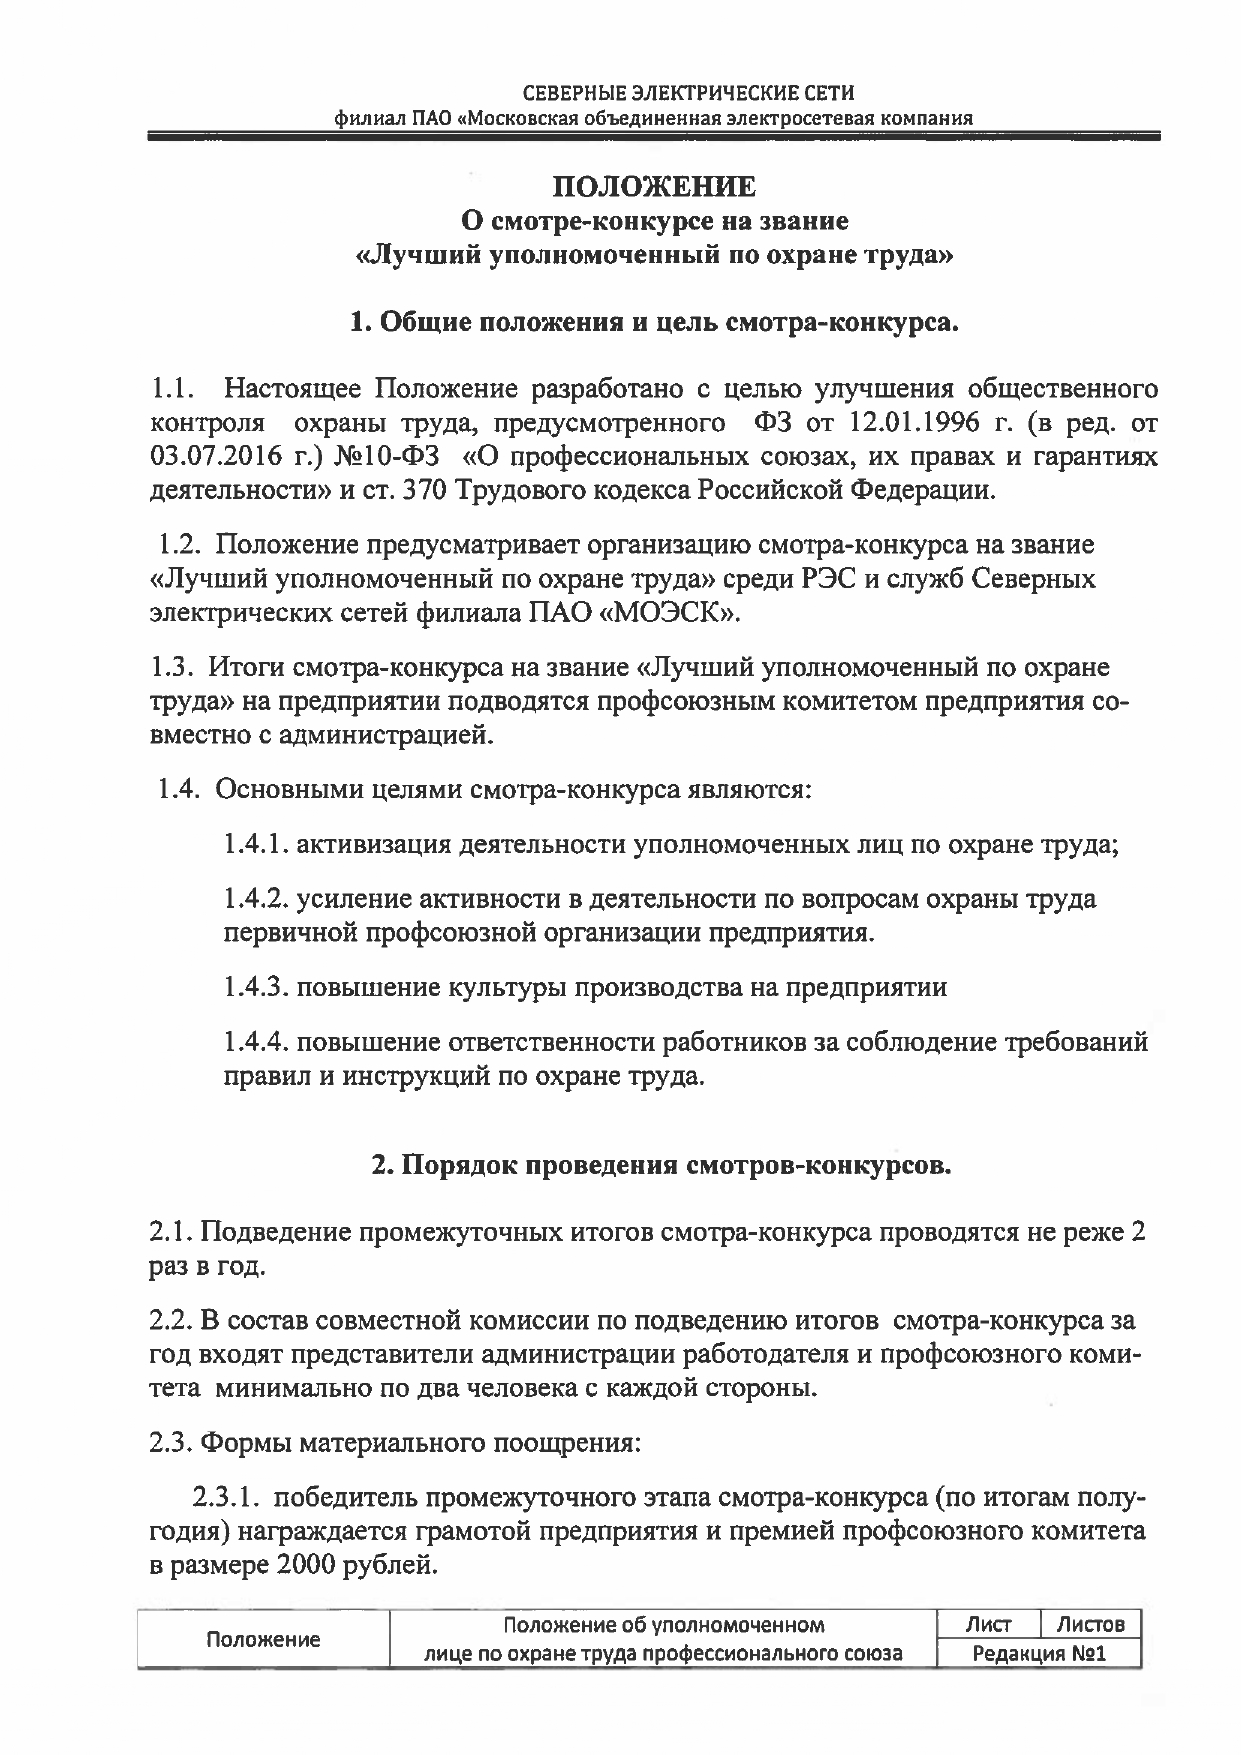 СЕВЕРНЫЕ ЭЛЕКТРИЧЕСКИЕ СЕТИ
филиал ПАО «Московская объединенная электросетевая компания
ПОЛОЖЕНИЕ
О смотре-конкурсе на звание
«Лучший уполномоченный по охране труда»
1. Общие положения и цель смотра-конкурса.
1.1. Настоящее Положение разработано с целью улучшения общественного
контроля охраны труда, предусмотренного ФЗ от 12.01.1996 г. (в ред. от
03.07.2016 г.) №10-ФЗ «О профессиональных союзах, их правах и гарантиях
деятельности» и ст. 370 Трудового кодекса Российской Федерации.
1.2. Положение предусматривает организацию смотра-конкурса на звание
«Лучший уполномоченный по охране труда» среди РЭС и служб Северных
электрических сетей филиала ПАО «МОЭСК».
1.3. Итоги смотра-конкурса на звание «Лучший уполномоченный по охране
труда» на предприятии подводятся профсоюзным комитетом предприятия со-
вместно с администрацией.
1.4. Основными целями смотра-конкурса являются:
1.4.1. активизация деятельности уполномоченных лиц по охране труда;
1.4.2. усиление активности в деятельности по вопросам охраны труда
первичной профсоюзной организации предприятия.
1.4.3. повышение культуры производства на предприятии
1.4.4. повышение ответственности работников за соблюдение требований
правил и инструкций по охране труда.
2. Порядок проведения смотров-конкурсов.
2.1. Подведение промежуточных итогов смотра-конкурса проводятся не реже 2
раз в год.
2.2. В состав совместной комиссии по подведению итогов смотра-конкурса за
год входят представители администрации работодателя и профсоюзного коми-
тета минимально по два человека с каждой стороны.
2.3. Формы материального поощрения:
2.3.1. победитель промежуточного этапа смотра-конкурса (по итогам полу-
годия) награждается грамотой предприятия и премией профсоюзного комитета
в размере 2000 рублей.
Положение
Положение об уполномоченном
лице по охране труда профессионального союза
Лист Листов
Редакция №1